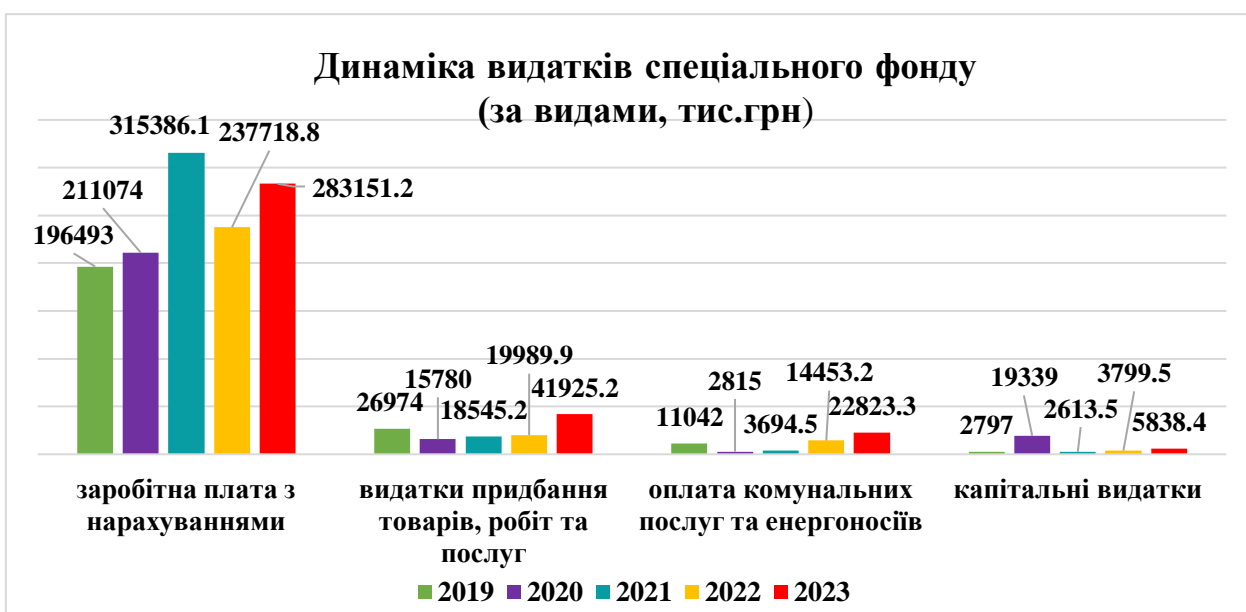 Динаміка видатків спеціального фонду
(за видами, тис.грн)
196493
211074
315386.1
237718.8
283151.2
26974
15780
18545.2
19989.9
41925.2
11042
2815
3694.5
14453.2
22823.3
2797
19339
2613.5
3799.5
5838.4
заробітна плата з
нарахуваннями
видатки придбання
товарів, робіт та
послуг
оплата комунальних
послуг та енергоносіїв
капітальні видатки
2019 2020 2021 2022 2023